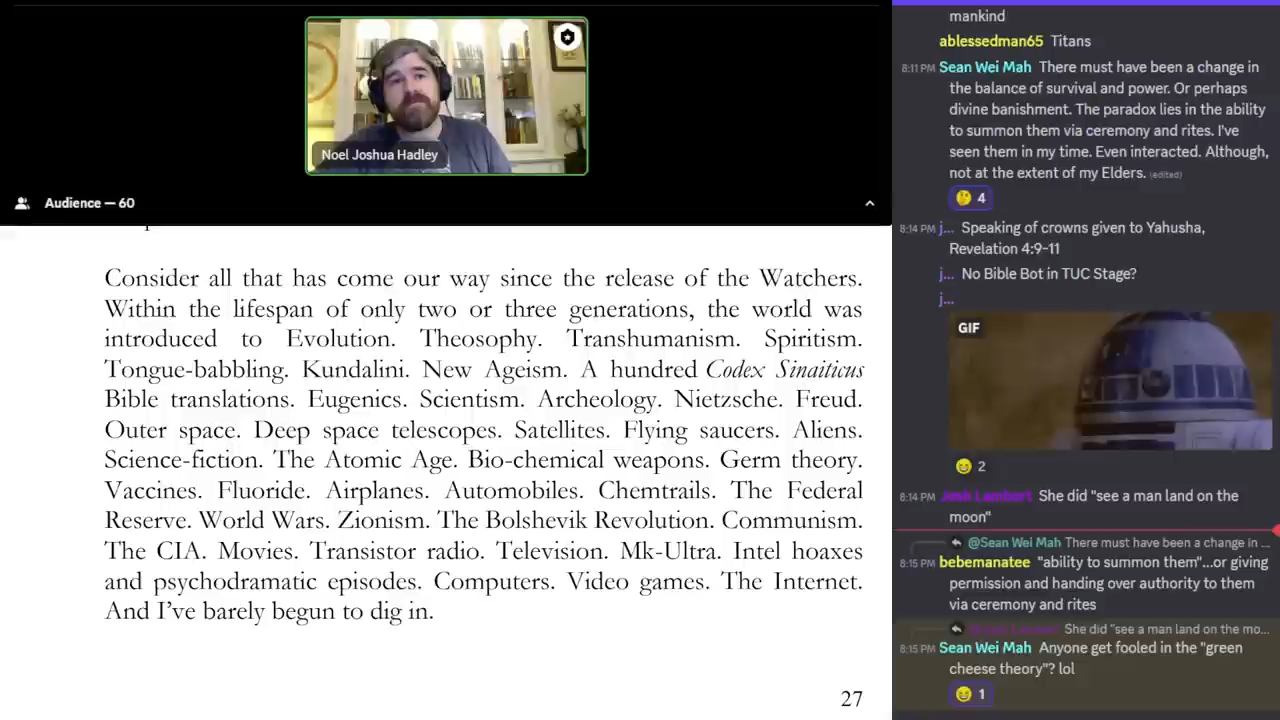 Noel Joshua Hadley
Audience — 60
Consider all that has come our way since the release of the Watchers.
Within the lifespan of only two or three generations, the world was
introduced to Evolution. Theosophy. Transhumanism. Spiritism.
Tongue-babbling. Kundalini. New Ageism. A hundred Codex Sinaiticus
Bible translations. Eugenics. Scientism. Archeology. Nietzsche. Freud.
Outer space. Deep space telescopes. Satellites. Flying saucers. Aliens.
Science-fiction. The Atomic Age. Bio-chemical weapons. Germ theory.
Vaccines. Fluoride. Airplanes. Automobiles. Chemtrails. The Federal
Reserve. World Wars. Zionism. The Bolshevik Revolution. Communism.
The CIA. Movies. Transistor radio. Television. Mk-Ultra. Intel hoaxes
and psychodramatic episodes. Computers. Video games. The Internet.
And I’ve barely begun to dig in.
27
mankind
ablessedman65 Titans
8:11 PM Sean Wei Mah There must have been a change in
the balance of survival and power. Or perhaps
divine banishment. The paradox lies in the ability
to summon them via ceremony and rites. I've
seen them in my time. Even interacted. Although,
not at the extent of my Elders. (edited)
4
8:14 PM j... Speaking of crowns given to Yahusha,
Revelation 4:9-11
j... No Bible Bot in TUC Stage?
j...
GIF
2
8:14 PM Josh Lambert She did "see a man land on the
moon"
@Sean Wei Mah There must have been a change in ...
8:15 PM bebemanatee "ability to summon them"...or giving
permission and handing over authority to them
via ceremony and rites
She did "see a man land on the mo...
8:15 PM Sean Wei Mah Anyone get fooled in the "green
cheese theory"? lol
1